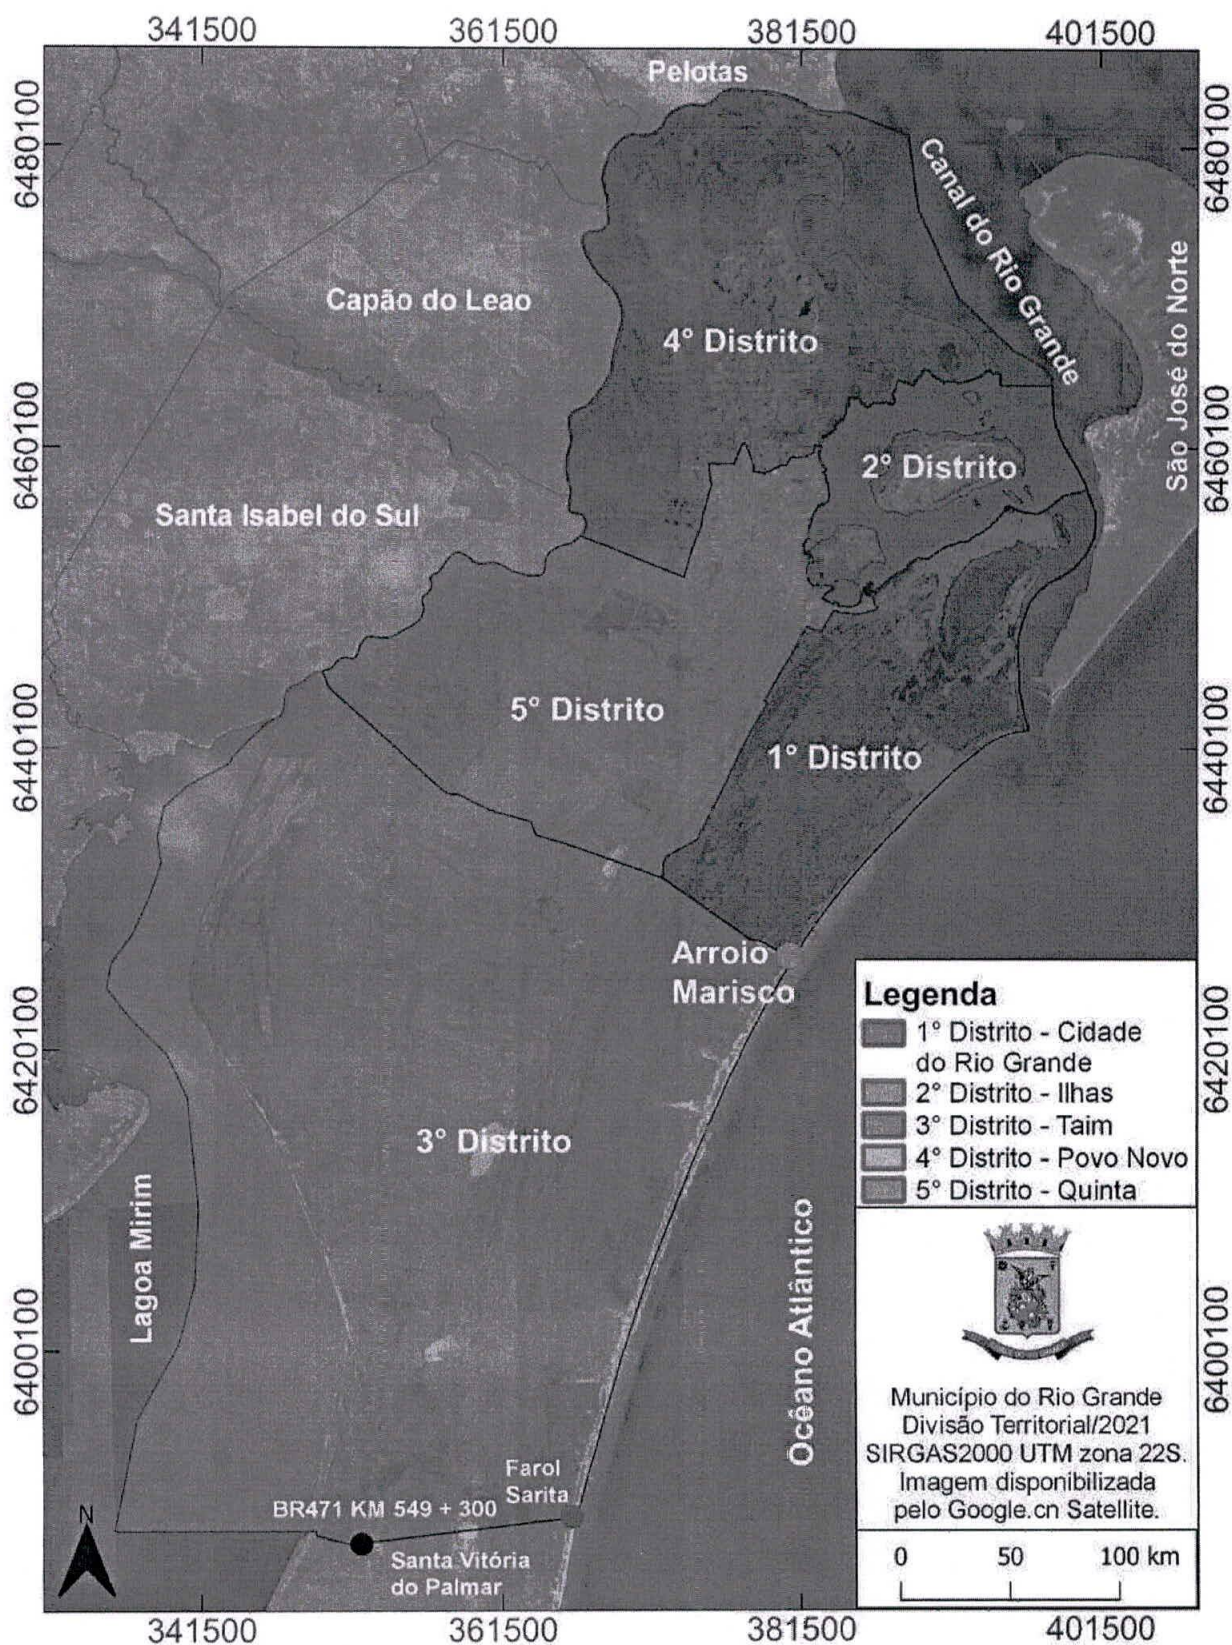 341500
361500
381500
401500
Pelotas
6480100
6480100
Canal do Rio Grande
São José do Norte
Capão do Leao
4° Distrito
6460100
6460100
2° Distrito
Santa Isabel do Sul
5° Distrito
6440100
6440100
1° Distrito
Arroio
Marisco
Legenda
1° Distrito - Cidade
do Rio Grande
2° Distrito - Ilhas
3° Distrito - Taim
4° Distrito - Povo Novo
5° Distrito - Quinta
6420100
6420100
3° Distrito
Lagoa Mirim
Ocêano Atlântico
6400100
6400100
Município do Rio Grande
Divisão Territorial/2021
SIRGAS2000 UTM zona 22S.
Imagem disponibilizada
pelo Google.cn Satellite.
Farol
Sarita
BR471 KM 549 + 300
N
Santa Vitória
do Palmar
0 50 100 km
341500
361500
381500
401500